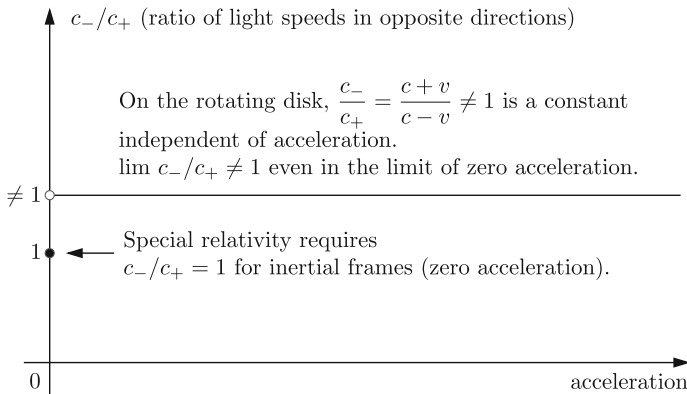 c₋/c₊ (ratio of light speeds in opposite directions)
On the rotating disk, c₋/c₊ = (c + v)/(c − v) ≠ 1 is a constant
independent of acceleration.
lim c₋/c₊ ≠ 1 even in the limit of zero acceleration.
≠ 1
Special relativity requires
1
c₋/c₊ = 1 for inertial frames (zero acceleration).
0
acceleration